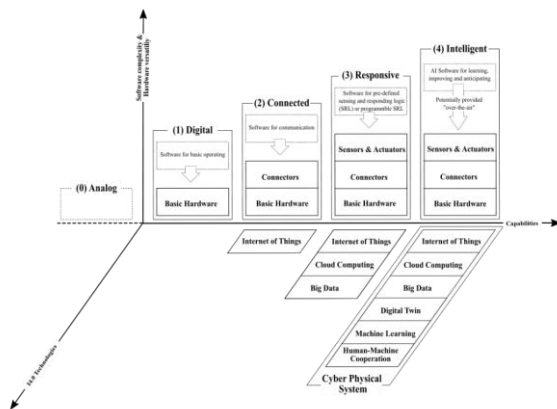 Software complexity &
Hardware versatility
(4) Intelligent
AI Software for learning,
improving and anticipating
Potentially provided
"over-the-air"
Sensors & Actuators
Connectors
Basic Hardware
(3) Responsive
Software for pre-defined
sensing and responding logic
(SRL) or programmable SRL
Sensors & Actuators
Connectors
Basic Hardware
(2) Connected
Software for communication
Connectors
Basic Hardware
(1) Digital
Software for basic operating
Basic Hardware
(0) Analog
Capabilities
Internet of Things
Internet of Things
Cloud Computing
Big Data
Internet of Things
Cloud Computing
Big Data
Digital Twin
Machine Learning
Human-Machine
Cooperation
Cyber Physical
System
I4.0 Technologies